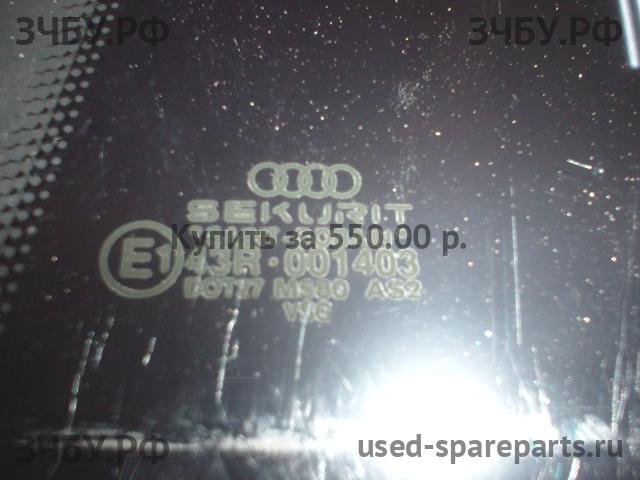 ЗЧБУ.РФ ЗЧБУ.РФ
SEKURIT
Купить за 550.00 р.
E1 43R-001403
DOT27 MS80 AS2
ЗЧБУ.РФ used-spareparts.ru